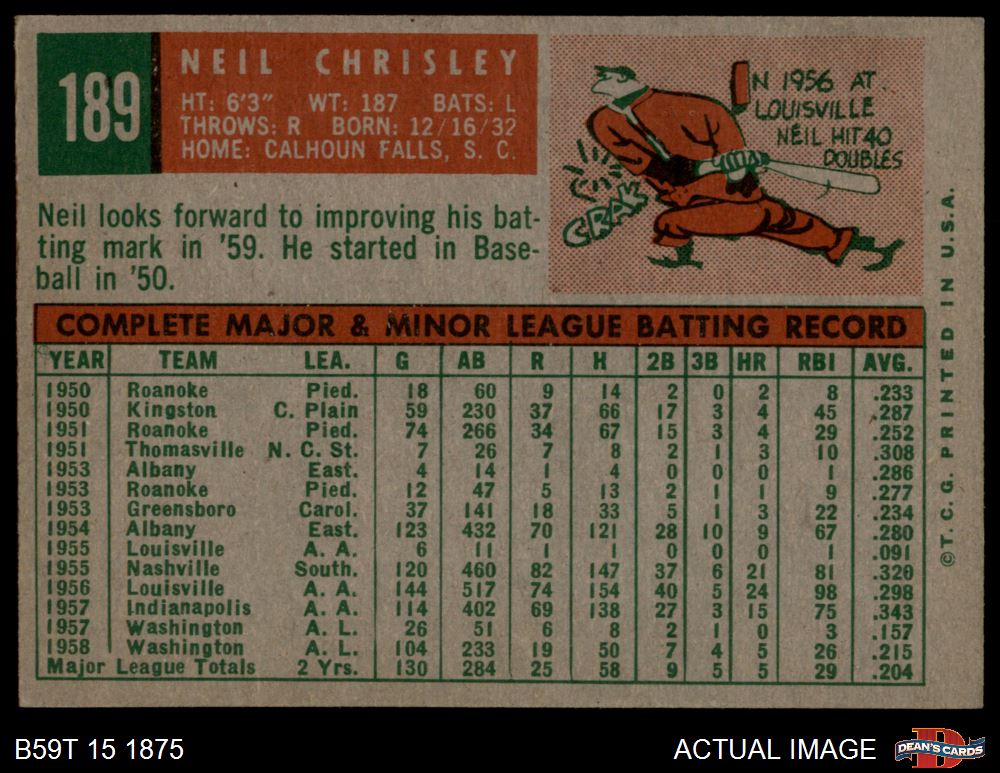 189
NEIL CHRISLEY
HT: 6'3" WT: 187 BATS: L
THROWS: R BORN: 12/16/32
HOME: CALHOUN FALLS, S. C.
IN 1956 AT
LOUISVILLE
NEIL HIT 40
DOUBLES
CRAK
Neil looks forward to improving his bat-
ting mark in '59. He started in Base-
ball in '50.
COMPLETE MAJOR & MINOR LEAGUE BATTING RECORD
YEAR TEAM LEA. G AB R H 2B 3B HR RBI AVG.
1950 Roanoke Pied. 18 60 9 14 2 0 2 8 .233
1950 Kingston C. Plain 59 230 37 66 17 3 4 45 .287
1951 Roanoke Pied. 74 266 34 67 15 3 4 29 .252
1951 Thomasville N. C. St. 7 26 7 8 2 1 3 10 .308
1953 Albany East. 4 14 1 4 0 0 0 1 .286
1953 Roanoke Pied. 12 47 5 13 2 1 1 9 .277
1953 Greensboro Carol. 37 141 18 33 5 1 3 22 .234
1954 Albany East. 123 432 70 121 28 10 9 67 .280
1955 Louisville A. A. 6 11 1 1 0 0 0 1 .091
1955 Nashville South. 120 460 82 147 37 6 21 81 .320
1956 Louisville A. A. 144 517 74 154 40 5 24 98 .298
1957 Indianapolis A. A. 114 402 69 138 27 3 15 75 .343
1957 Washington A. L. 26 51 6 8 2 1 0 3 .157
1958 Washington A. L. 104 233 19 50 7 4 5 26 .215
Major League Totals 2 Yrs. 130 284 25 58 9 5 5 29 .204
©T. C. G. PRINTED IN U.S.A.
B59T 15 1875
ACTUAL IMAGE
D
DEAN'S CARDS